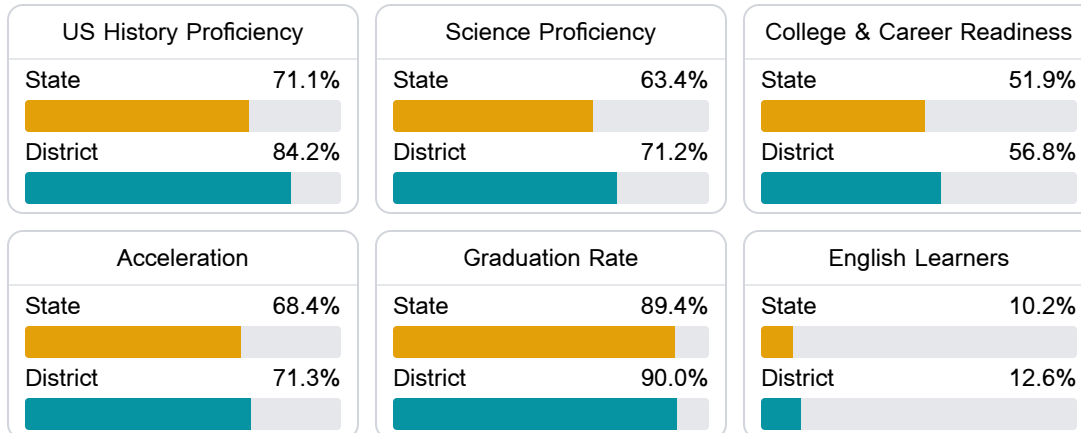 US History Proficiency
State 71.1%
District 84.2%
Science Proficiency
State 63.4%
District 71.2%
College & Career Readiness
State 51.9%
District 56.8%
Acceleration
State 68.4%
District 71.3%
Graduation Rate
State 89.4%
District 90.0%
English Learners
State 10.2%
District 12.6%